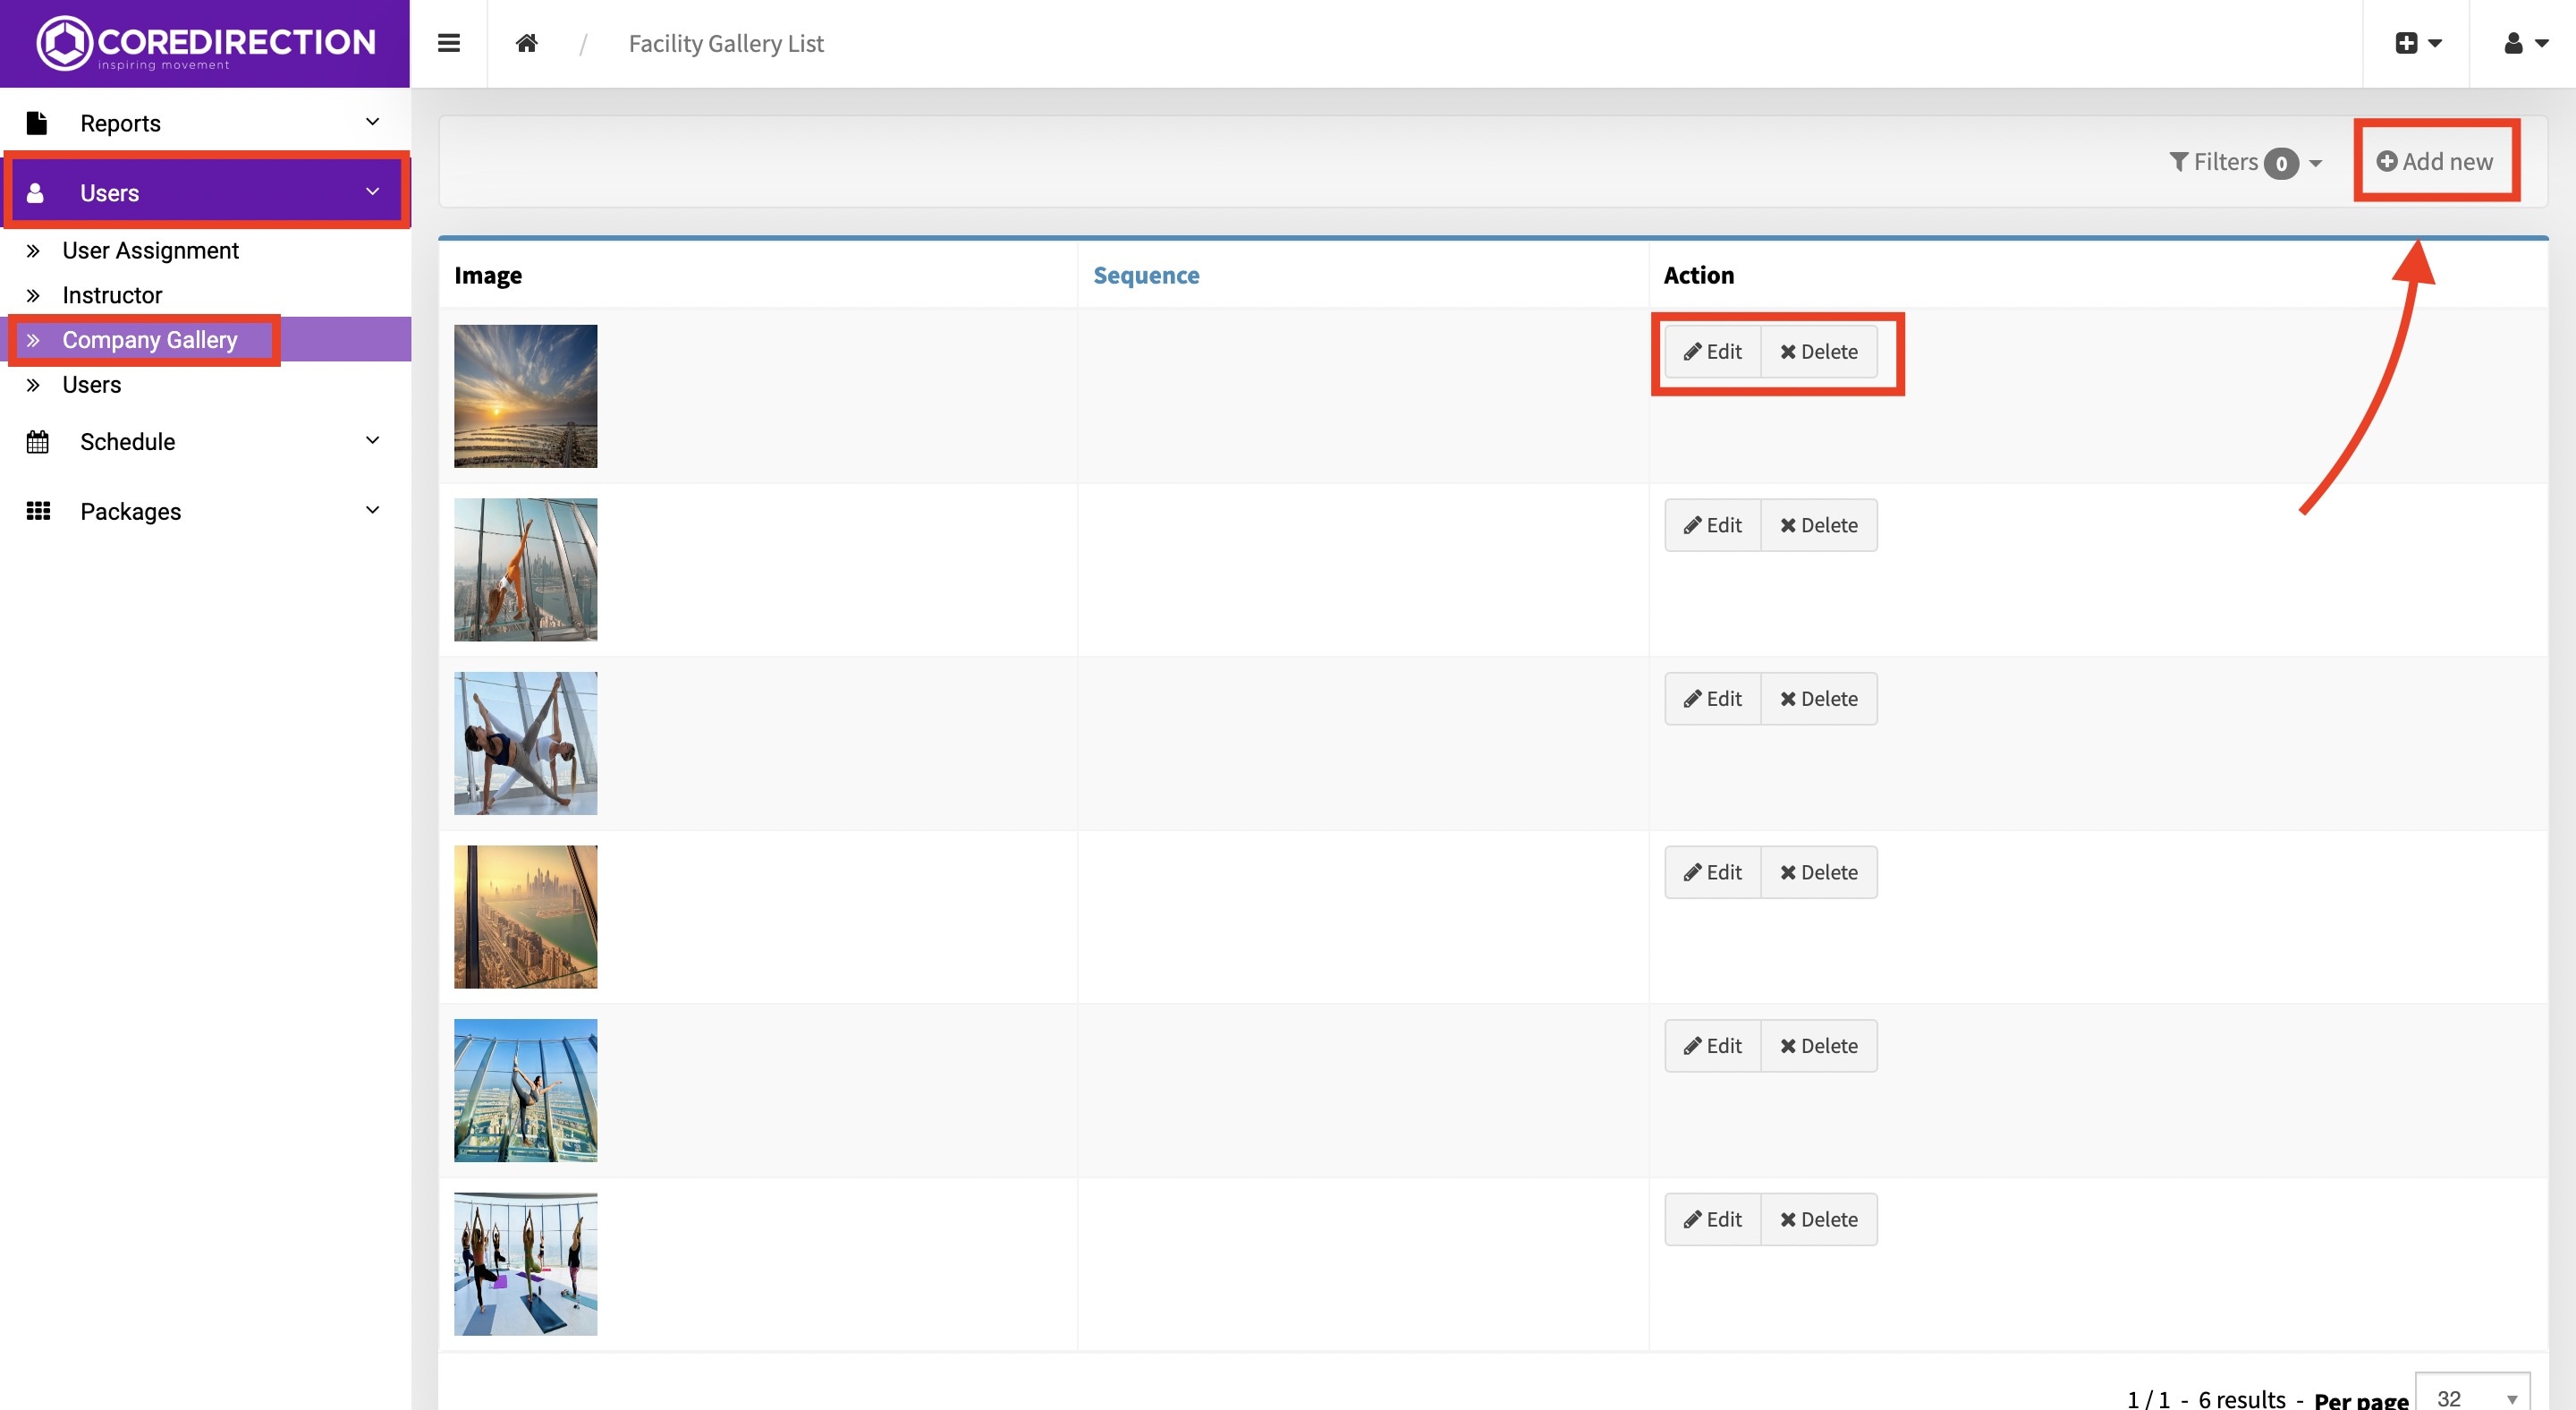 COREDIRECTION
inspiring movement
/ Facility Gallery List
Reports
Users
User Assignment
Instructor
Company Gallery
Users
Schedule
Packages
Filters 0
Add new
Image Sequence Action
Edit Delete
Edit Delete
Edit Delete
Edit Delete
Edit Delete
Edit Delete
1 / 1 - 6 results - Per page 32